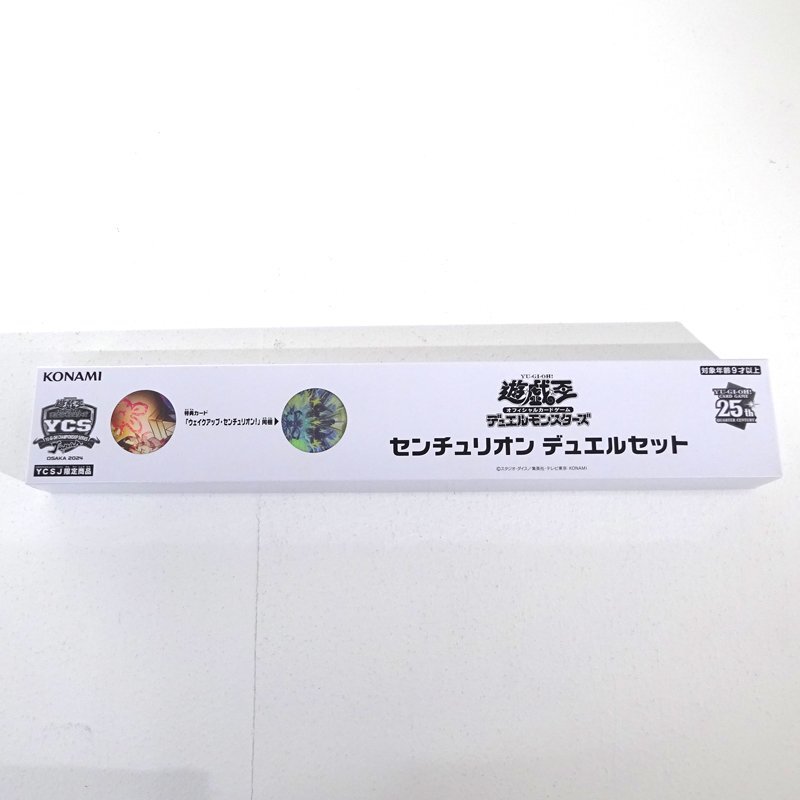 KONAMI
YCS
YU-GI-OH! CHAMPIONSHIP SERIES
OSAKA 2024
YCSJ限定商品
特典カード
「ウェイクアップ・センチュリオン！」同梱▶
YU-GI-OH!
遊戯王
オフィシャルカードゲーム
デュエルモンスターズ
センチュリオン デュエルセット
©スタジオ・ダイス／集英社・テレビ東京・KONAMI
対象年齢9才以上
YU-GI-OH!
CARD GAME
25th
QUARTER CENTURY